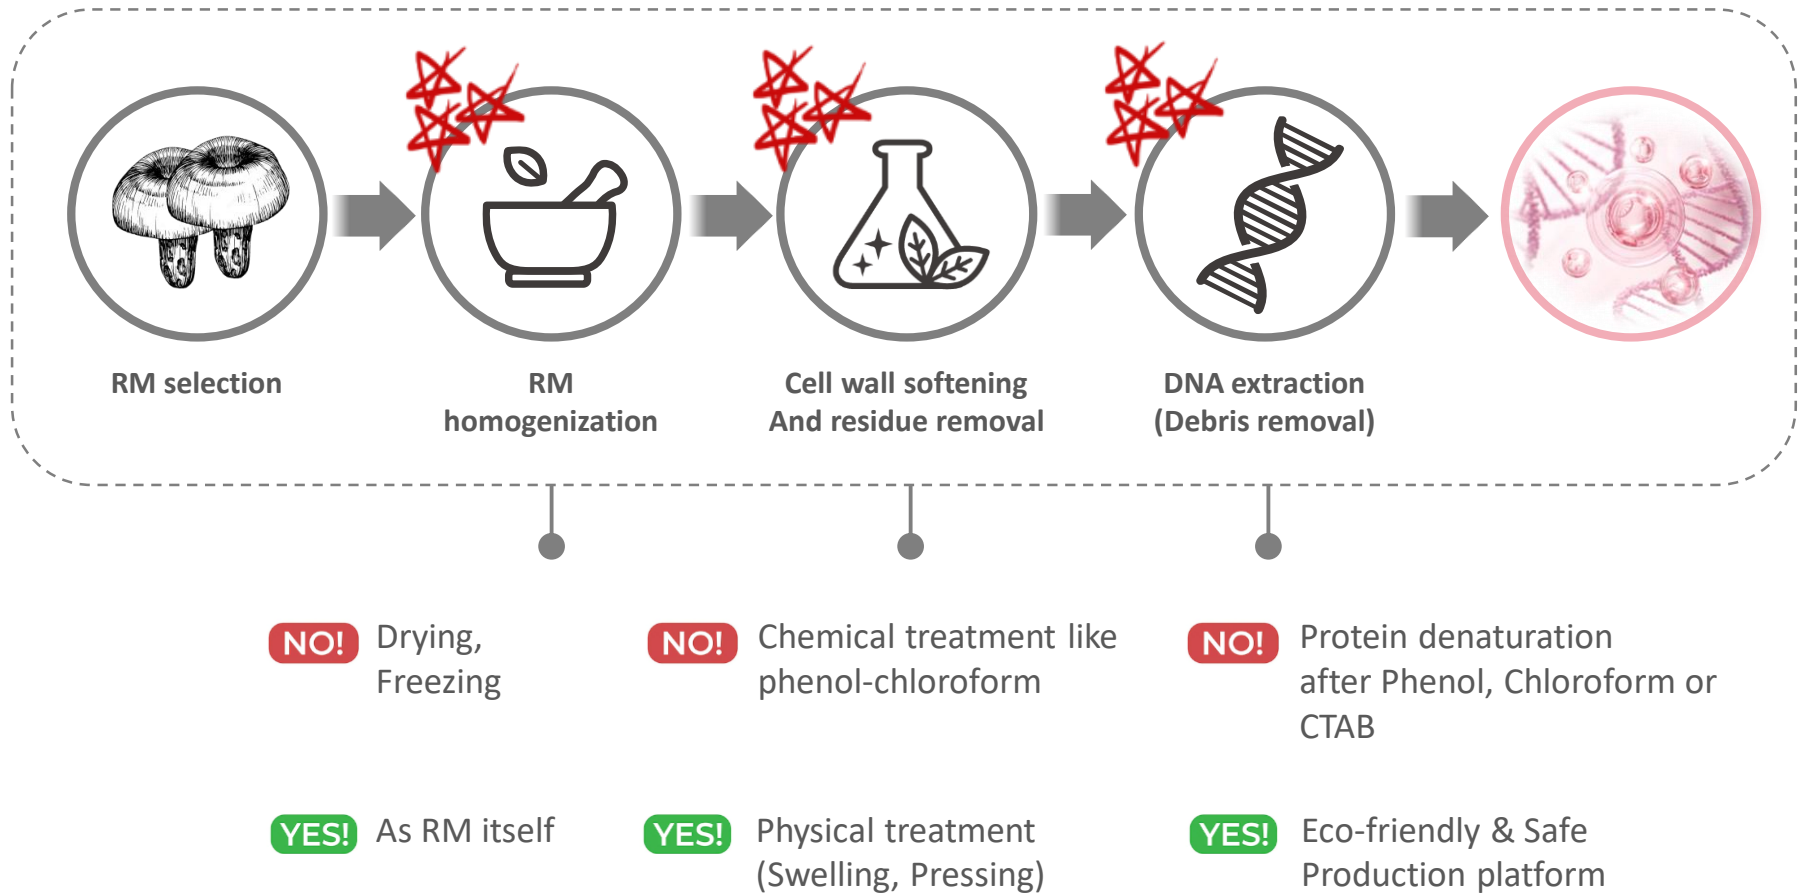 RM selection
RM
homogenization
Cell wall softening
And residue removal
DNA extraction
(Debris removal)
NO! Drying,
Freezing
NO! Chemical treatment like
phenol-chloroform
NO! Protein denaturation
after Phenol, Chloroform or
CTAB
YES! As RM itself
YES! Physical treatment
(Swelling, Pressing)
YES! Eco-friendly & Safe
Production platform